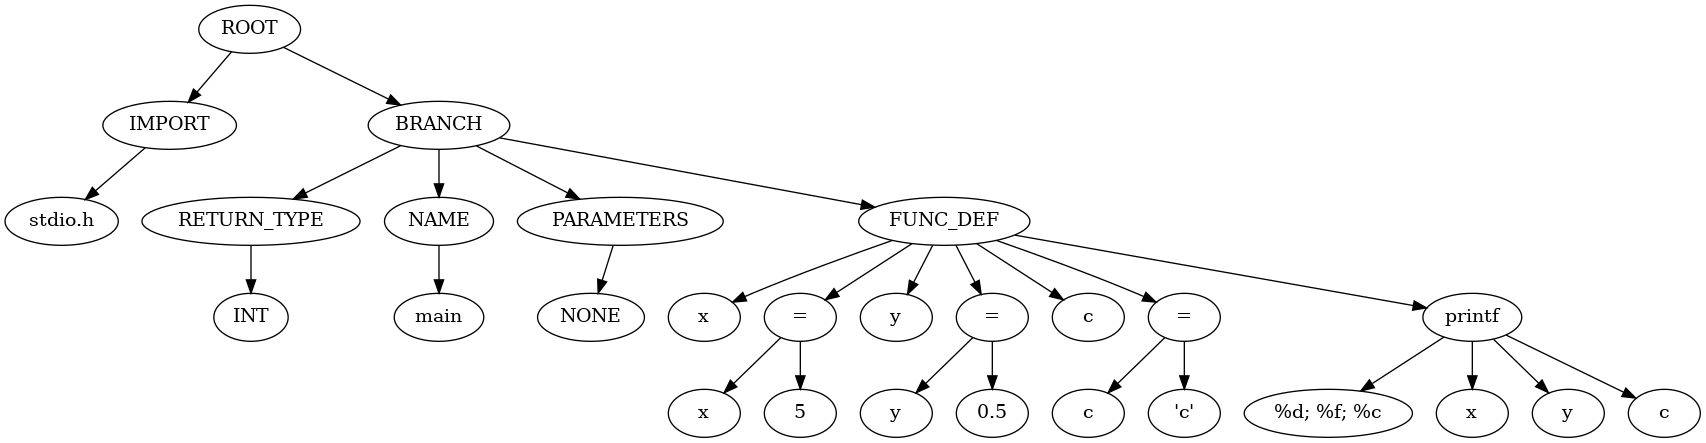 ROOT
IMPORT
BRANCH
stdio.h
RETURN_TYPE
NAME
PARAMETERS
FUNC_DEF
INT
main
NONE
x
=
y
=
c
=
printf
x
5
y
0.5
c
'c'
%d; %f; %c
x
y
c